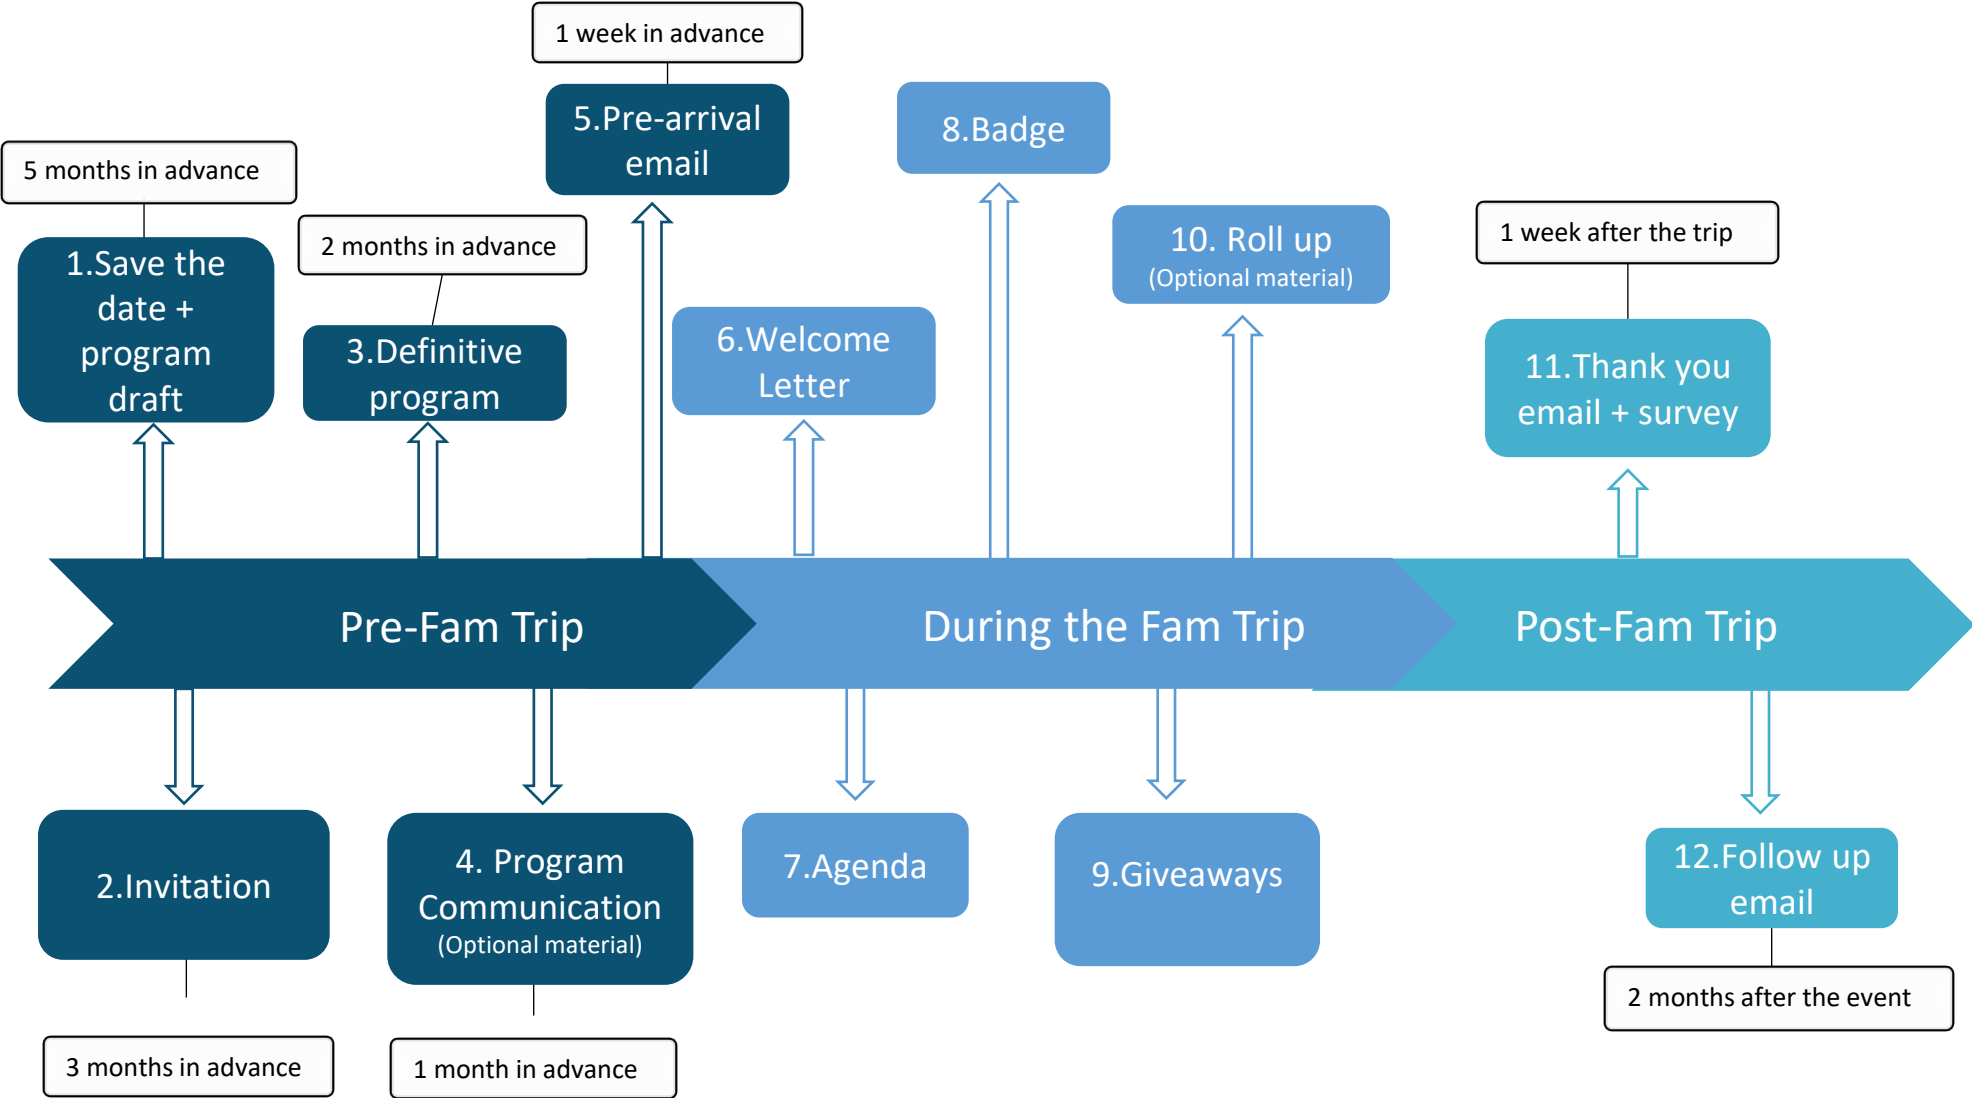 1 week in advance
5.Pre-arrival
email
8.Badge
5 months in advance
1.Save the
date +
program
draft
2 months in advance
3.Definitive
program
6.Welcome
Letter
10. Roll up
(Optional material)
1 week after the trip
11.Thank you
email + survey
Pre-Fam Trip
During the Fam Trip
Post-Fam Trip
2.Invitation
3 months in advance
4. Program
Communication
(Optional material)
1 month in advance
7.Agenda
9.Giveaways
12.Follow up
email
2 months after the event